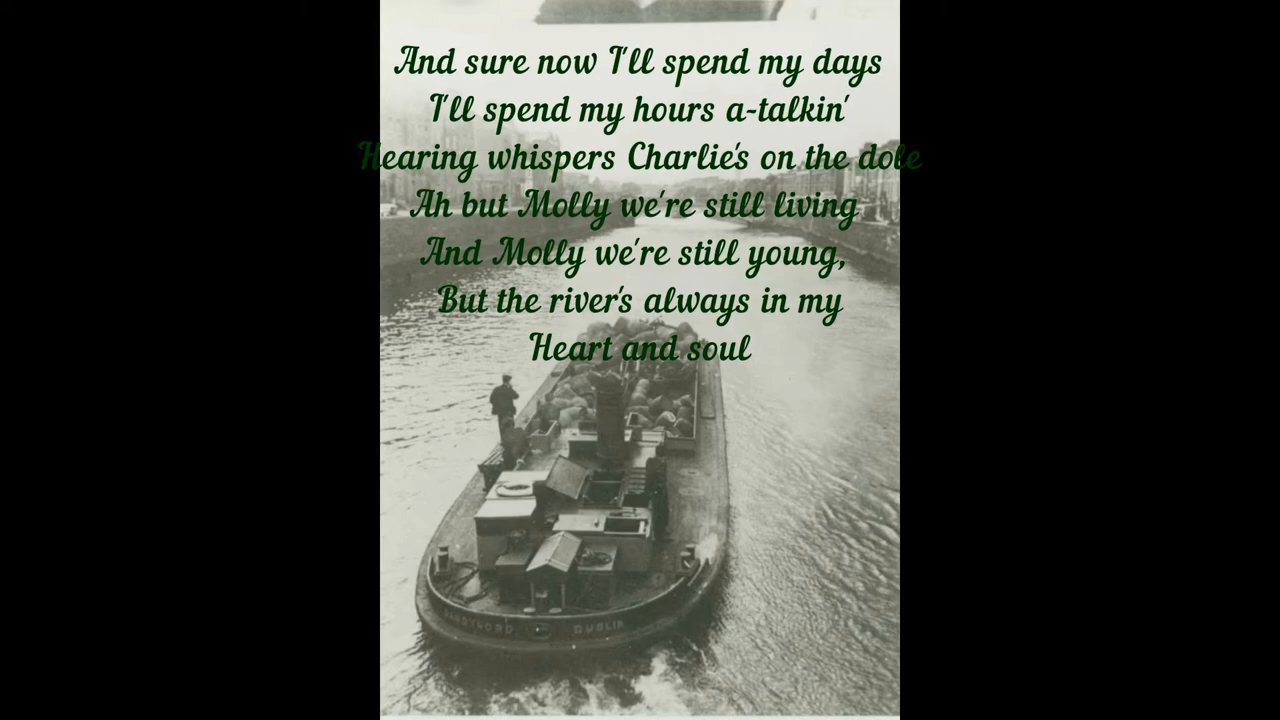 And sure now I'll spend my days
I'll spend my hours a-talkin'
Hearing whispers Charlie's on the dole
Ah but Molly we're still living
And Molly we're still young,
But the river's always in my
Heart and soul
DUBLIN